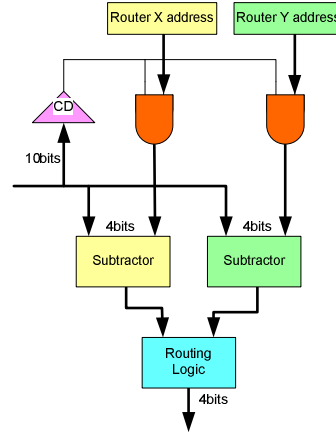 Router X address
Router Y address
CD
10bits
4bits
4bits
Subtractor
Subtractor
Routing
Logic
4bits